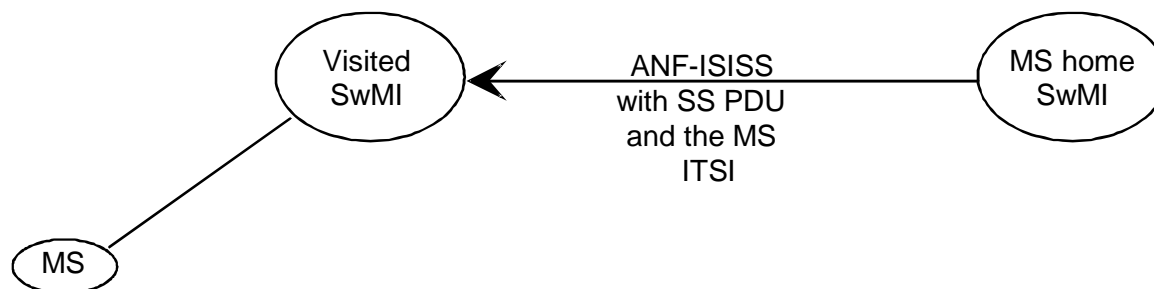 Visited
SwMI
ANF-ISISS
with SS PDU
and the MS
ITSI
MS home
SwMI
MS